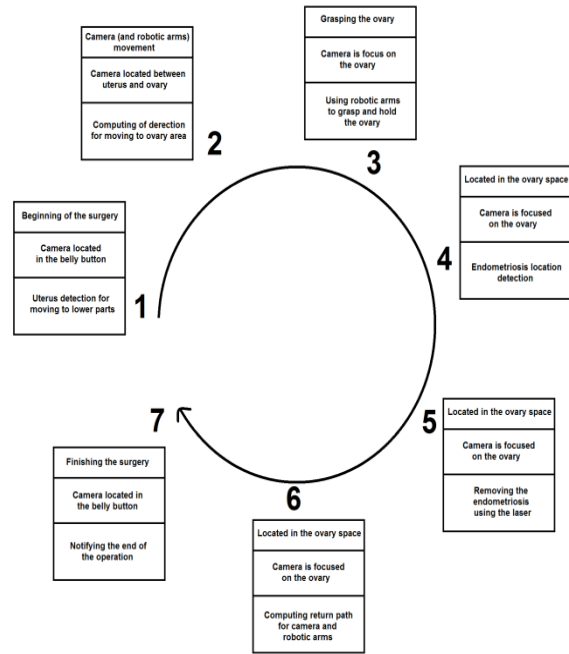 1
Beginning of the surgery
Camera located
in the belly button
Uterus detection for
moving to lower parts
2
Camera (and robotic arms)
movement
Camera located between
uterus and ovary
Computing of derection
for moving to ovary area
3
Grasping the ovary
Camera is focus on
the ovary
Using robotic arms
to grasp and hold
the ovary
4
Located in the ovary space
Camera is focused
on the ovary
Endometriosis location
detection
5
Located in the ovary space
Camera is focused
on the ovary
Removing the
endometriosis
using the laser
6
Located in the ovary space
Camera is focused
on the ovary
Computing return path
for camera and
robotic arms
7
Finishing the surgery
Camera located in
the belly button
Notifying the end of
the operation